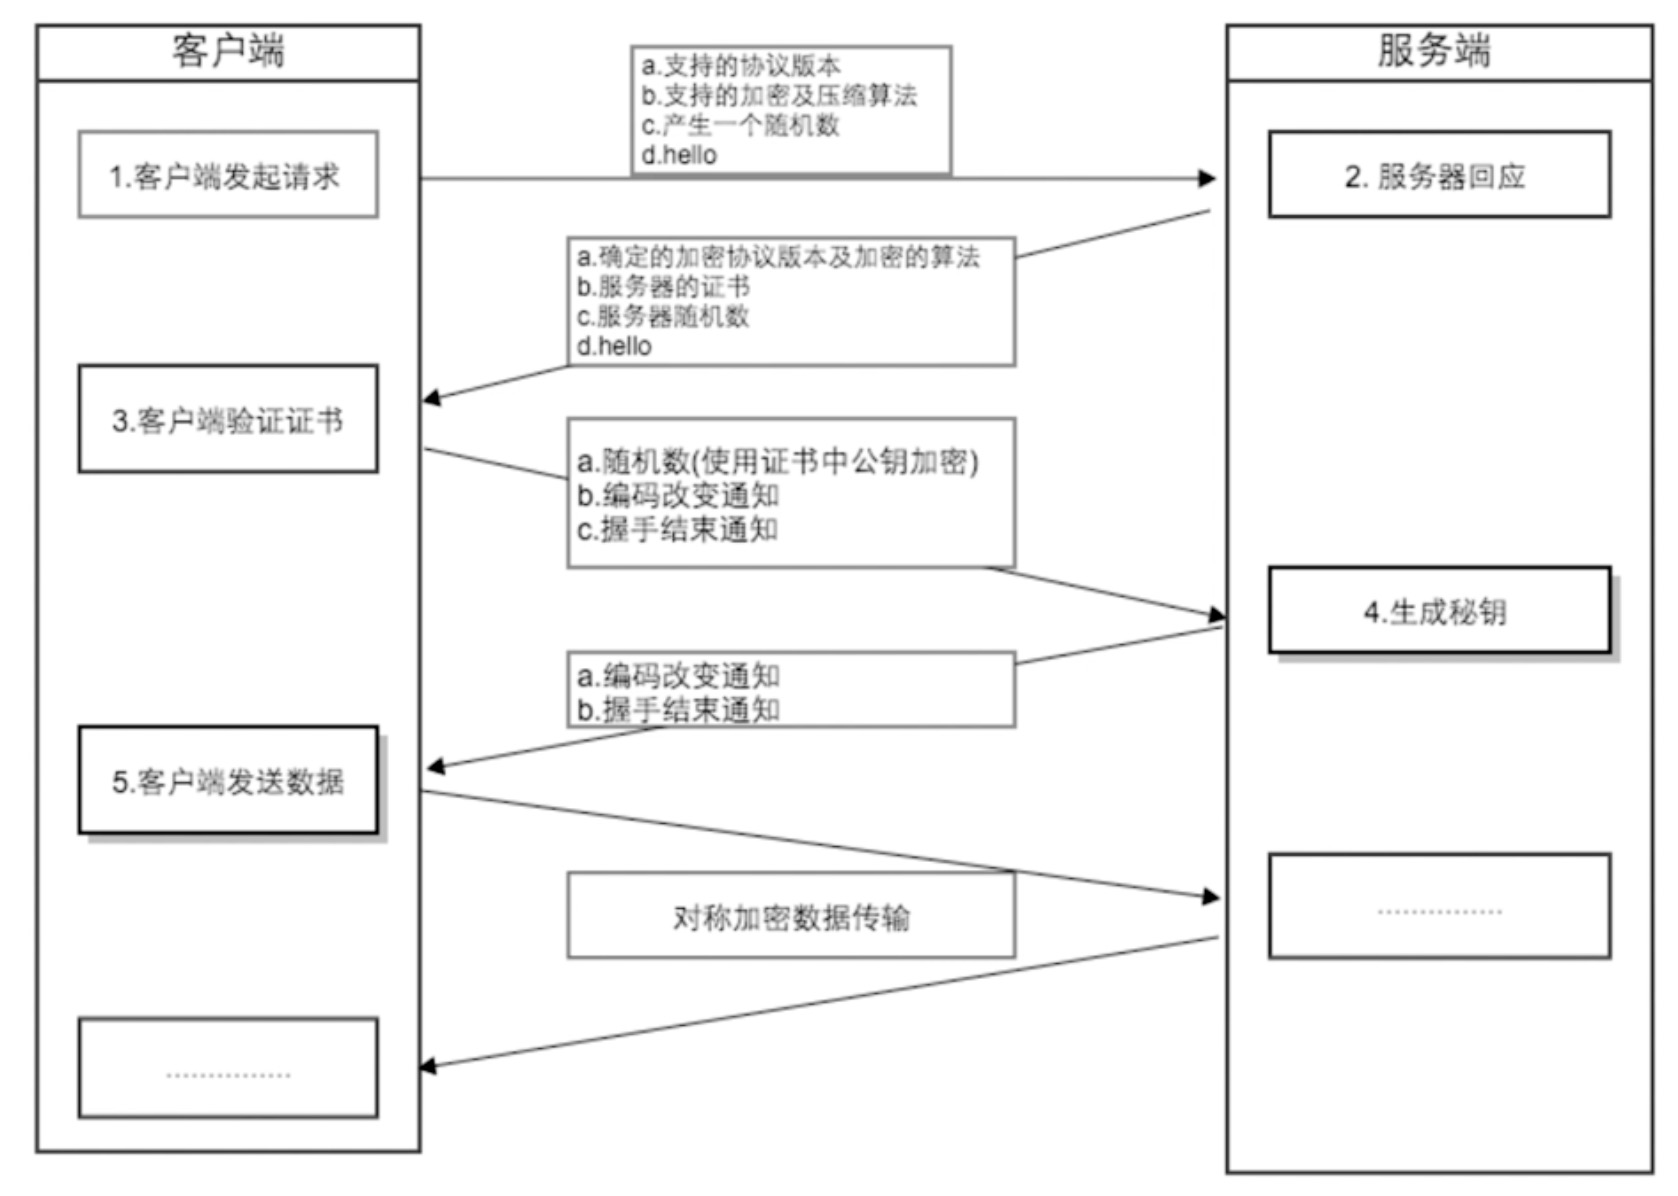 客户端
服务端
a.支持的协议版本
b.支持的加密及压缩算法
c.产生一个随机数
d.hello
1.客户端发起请求
2. 服务器回应
a.确定的加密协议版本及加密的算法
b.服务器的证书
c.服务器随机数
d.hello
3.客户端验证证书
a.随机数(使用证书中公钥加密)
b.编码改变通知
c.握手结束通知
4.生成秘钥
a.编码改变通知
b.握手结束通知
5.客户端发送数据
对称加密数据传输
...............
...............